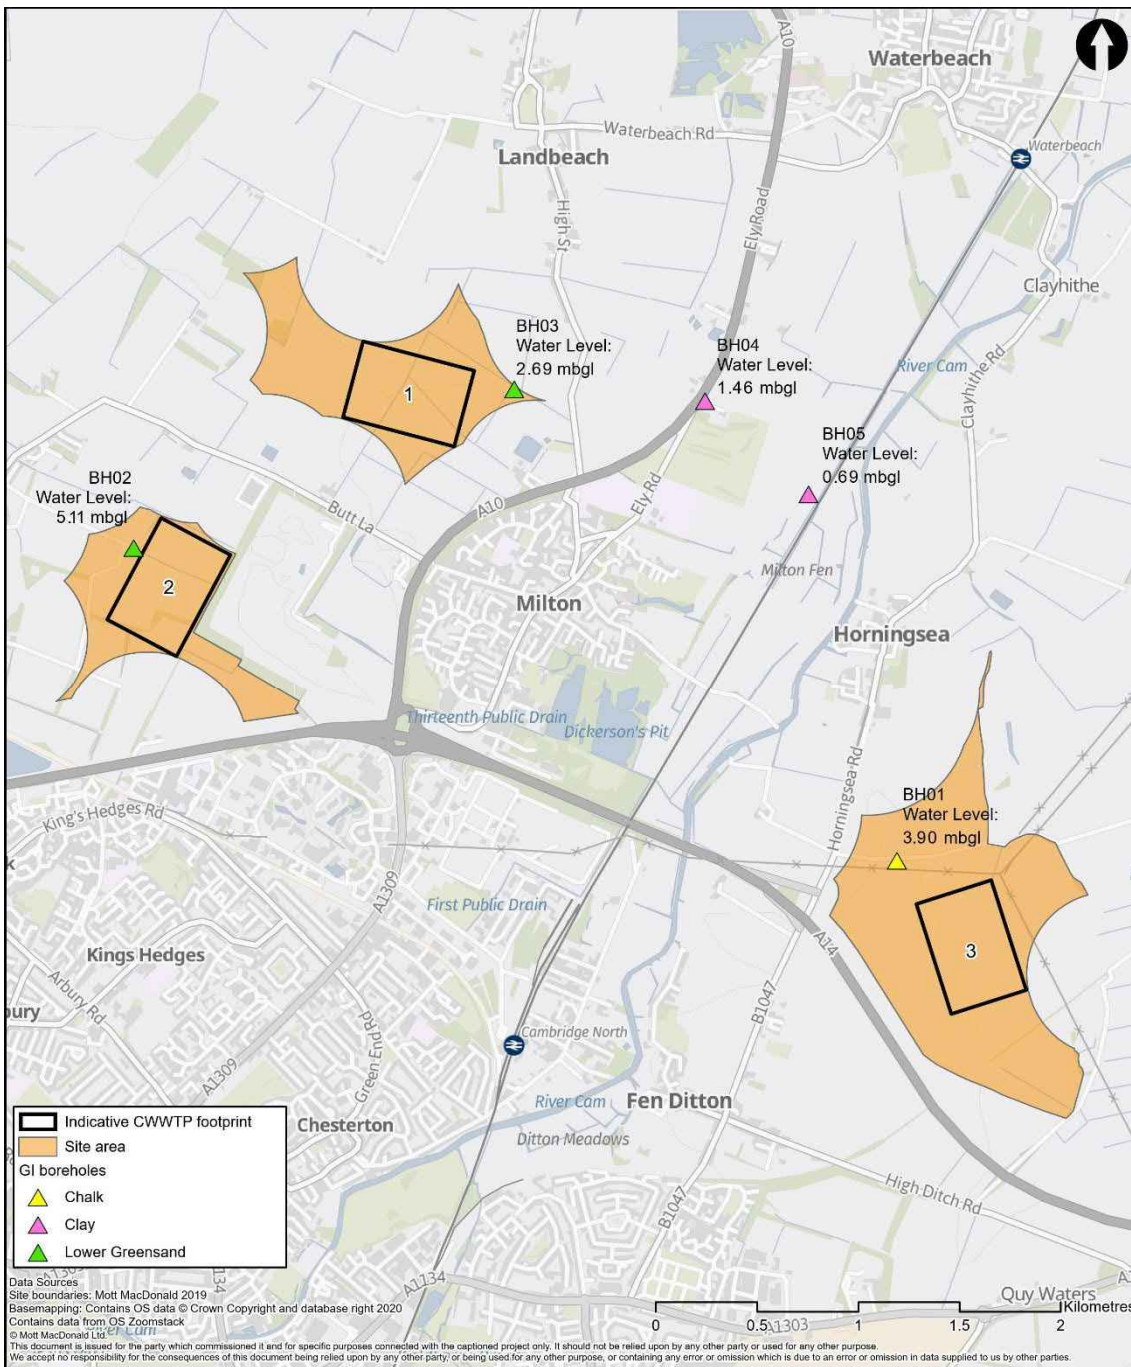 A10
Waterbeach
Waterbeach Rd
Waterbeach
Landbeach
High St
Ely Road
Clayhithe
BH03
Water Level:
2.69 mbgl
BH04
Water Level:
1.46 mbgl
River Cam
Clayhithe Rd
1
BH05
Water Level:
0.69 mbgl
BH02
Water Level:
5.11 mbgl
Butt La
A10
Ely Rd
2
Milton Fen
Milton
Horningsea
Thirteenth Public Drain
Dickerson's Pit
Horningsea Rd
BH01
Water Level:
3.90 mbgl
King's Hedges Rd
k
A1309
First Public Drain
A14
3
Kings Hedges
Arbury Rd
bury
B1047
Green End Rd
Cambridge North
A1309
River Cam
Fen Ditton
Chesterton
Ditton Meadows
High Ditch Rd
B1047
Indicative CWWTP footprint
Site area
GI boreholes
Chalk
Clay
Lower Greensand
A1134
Quy Waters
Kilometres
0 0.5 1 1.5 2
A1303
River Cam
Data Sources
Site boundaries: Mott MacDonald 2019
Basemapping: Contains OS data © Crown Copyright and database right 2020
Contains data from OS Zoomstack
© Mott MacDonald Ltd.
This document is issued for the party which commissioned it and for specific purposes connected with the captioned project only. It should not be relied upon by any other party or used for any other purpose.
We accept no responsibility for the consequences of this document being relied upon by any other party, or being used for any other purpose, or containing any error or omission which is due to an error or omission in data supplied to us by other parties.